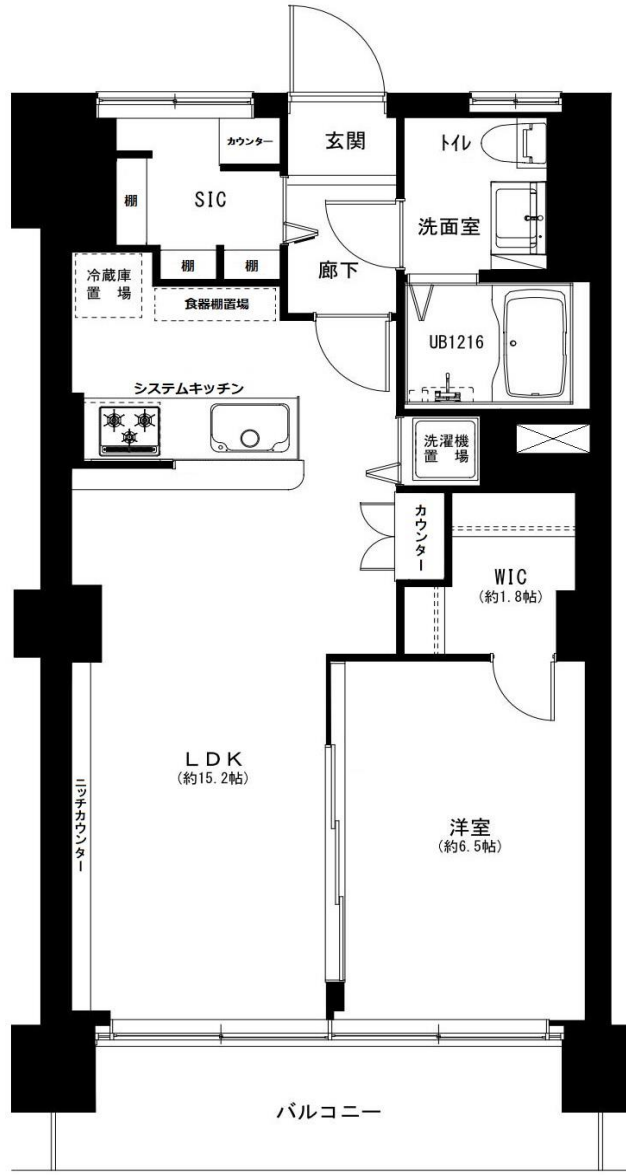 カウンター
玄関
トイレ
棚
SIC
洗面室
棚
棚
廊下
冷蔵庫
置場
食器棚置場
UB1216
システムキッチン
洗濯機
置場
カウンター
WIC
(約1.8帖)
LDK
(約15.2帖)
ニッチカウンター
洋室
(約6.5帖)
バルコニー